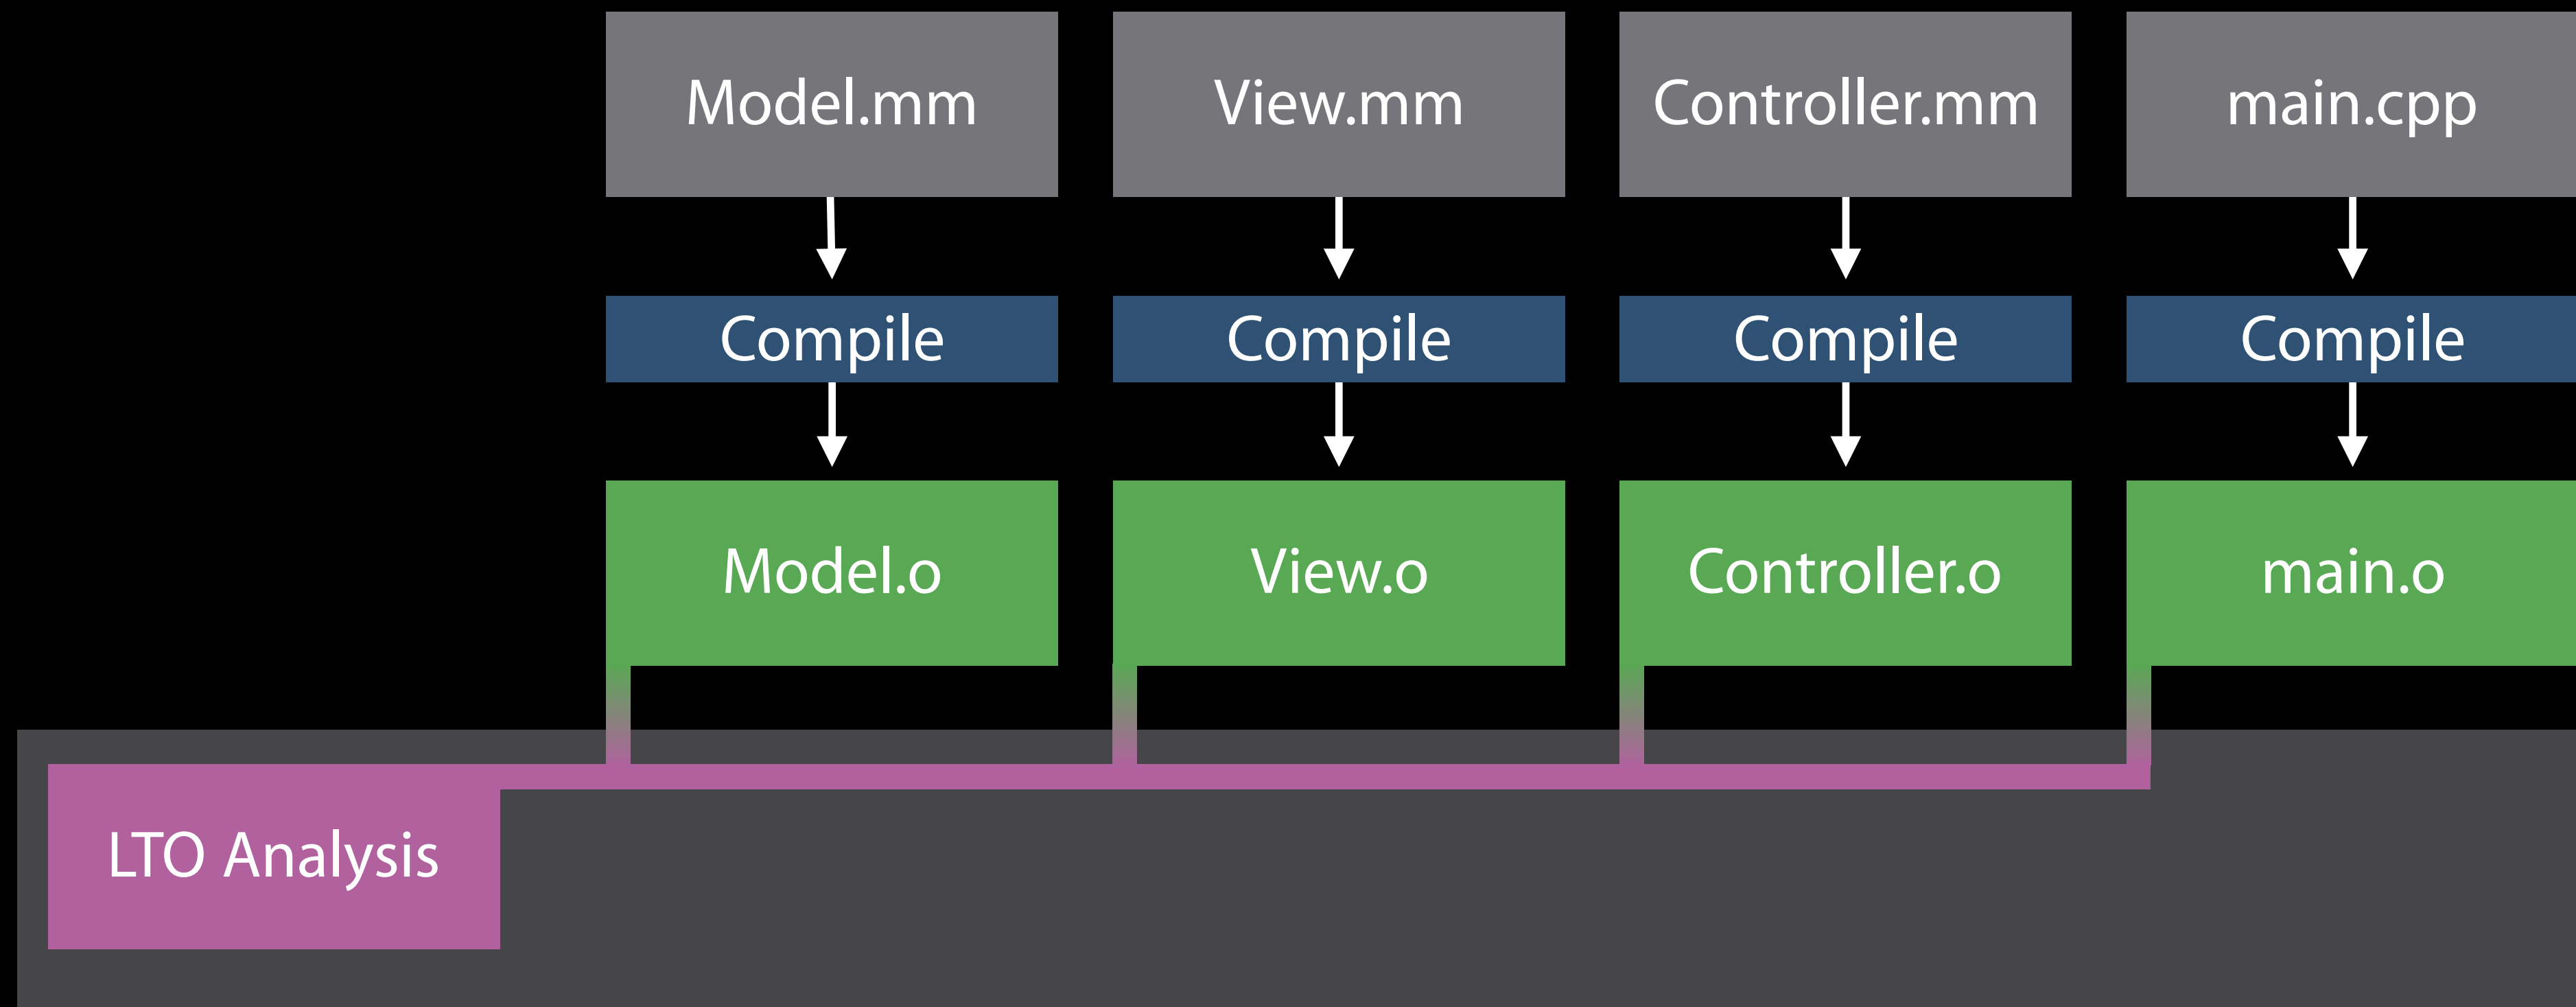 Model.mm
View.mm
Controller.mm
main.cpp
Compile
Compile
Compile
Compile
Model.o
View.o
Controller.o
main.o
LTO Analysis